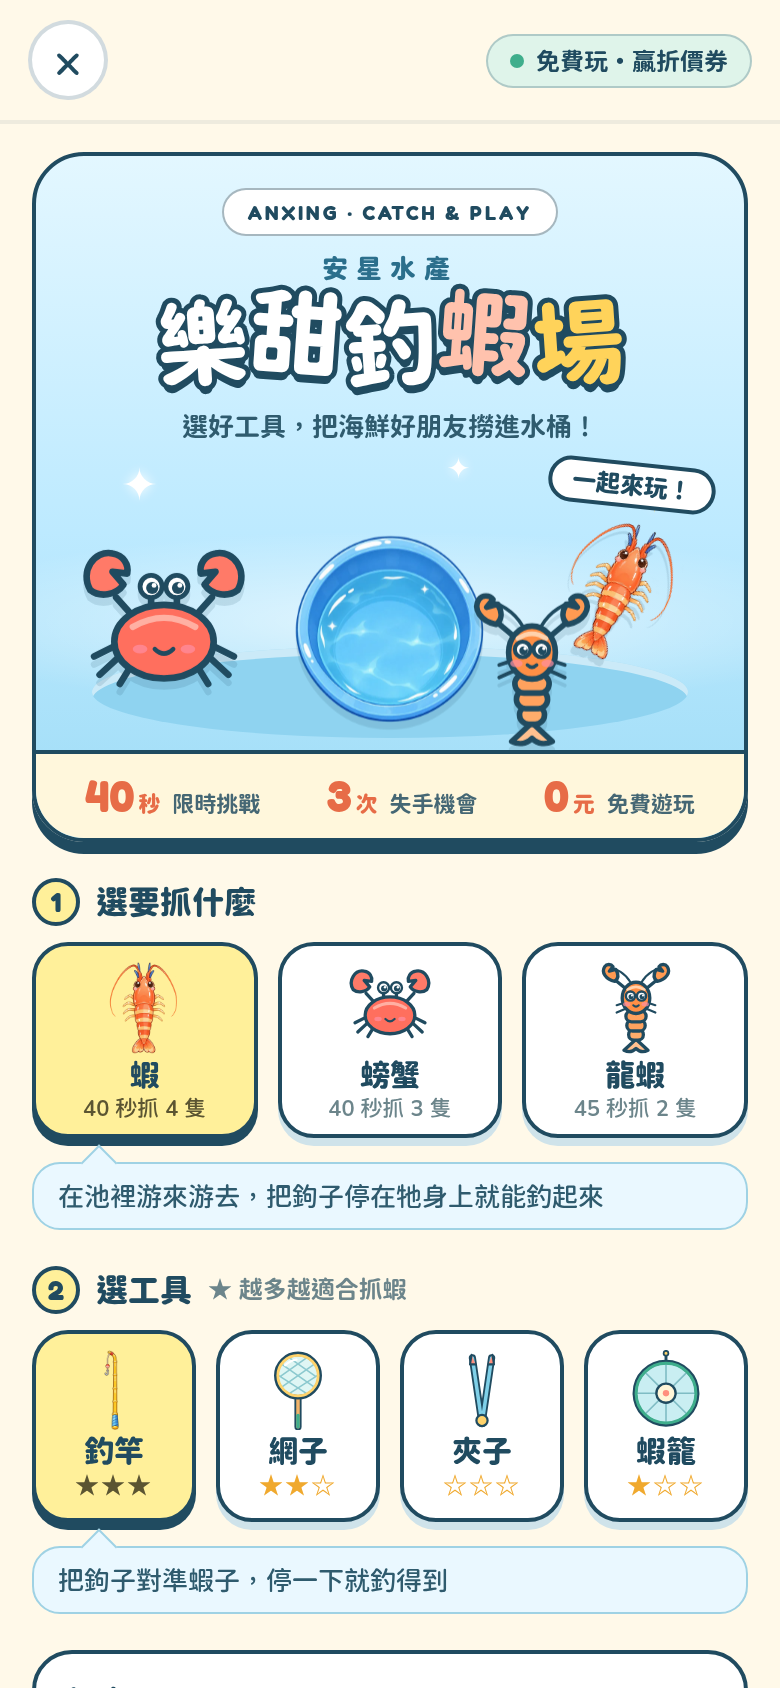 免費玩・贏折價券
ANXING · CATCH & PLAY
安星水產
樂甜釣蝦場
選好工具，把海鮮好朋友撈進水桶！
一起來玩！
40秒 限時挑戰
3次 失手機會
0元 免費遊玩
1 選要抓什麼
蝦
40 秒抓 4 隻
螃蟹
40 秒抓 3 隻
龍蝦
45 秒抓 2 隻
在池裡游來游去，把鉤子停在牠身上就能釣起來
2 選工具 ★ 越多越適合抓蝦
釣竿
★★★
網子
★★☆
夾子
☆☆☆
蝦籠
★☆☆
把鉤子對準蝦子，停一下就釣得到